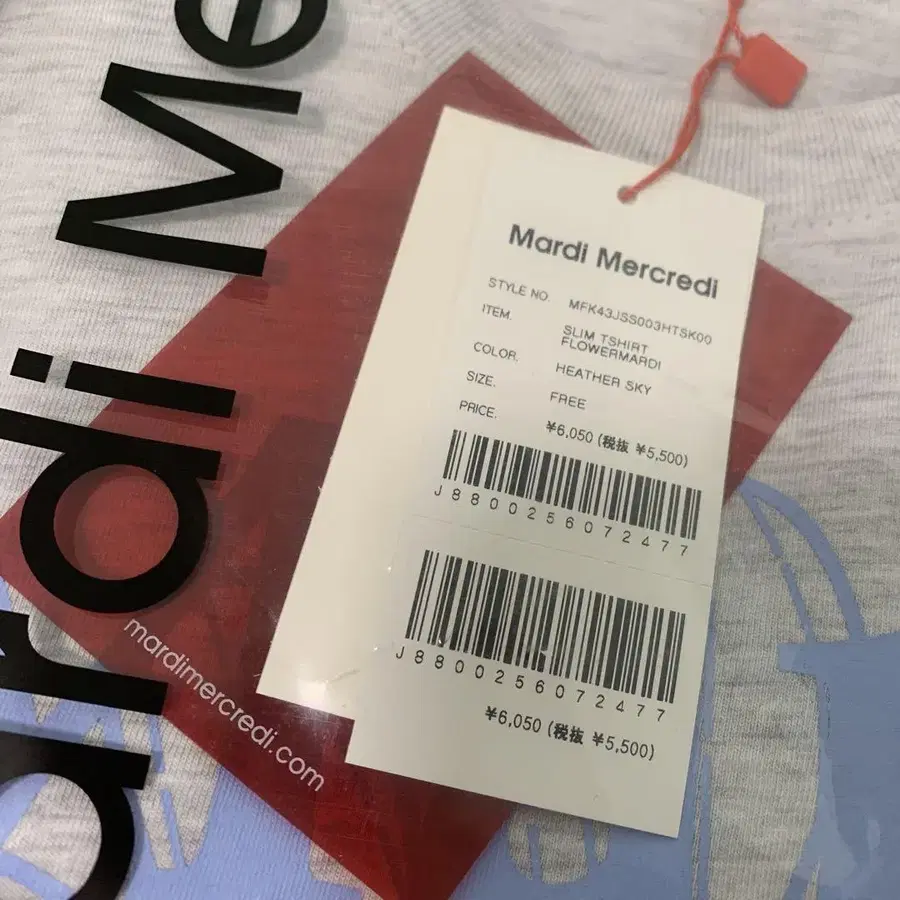 Mardi Me
Mardi Mercredi
STYLE NO. MFK43JSS003HTSK00
ITEM. SLIM TSHIRT
FLOWERMARDI
COLOR. HEATHER SKY
SIZE. FREE
PRICE. ¥6,050 (税抜 ¥5,500)
J8800256072477
J8800256072477
¥6,050 (税抜 ¥5,500)
mardimercredi.com